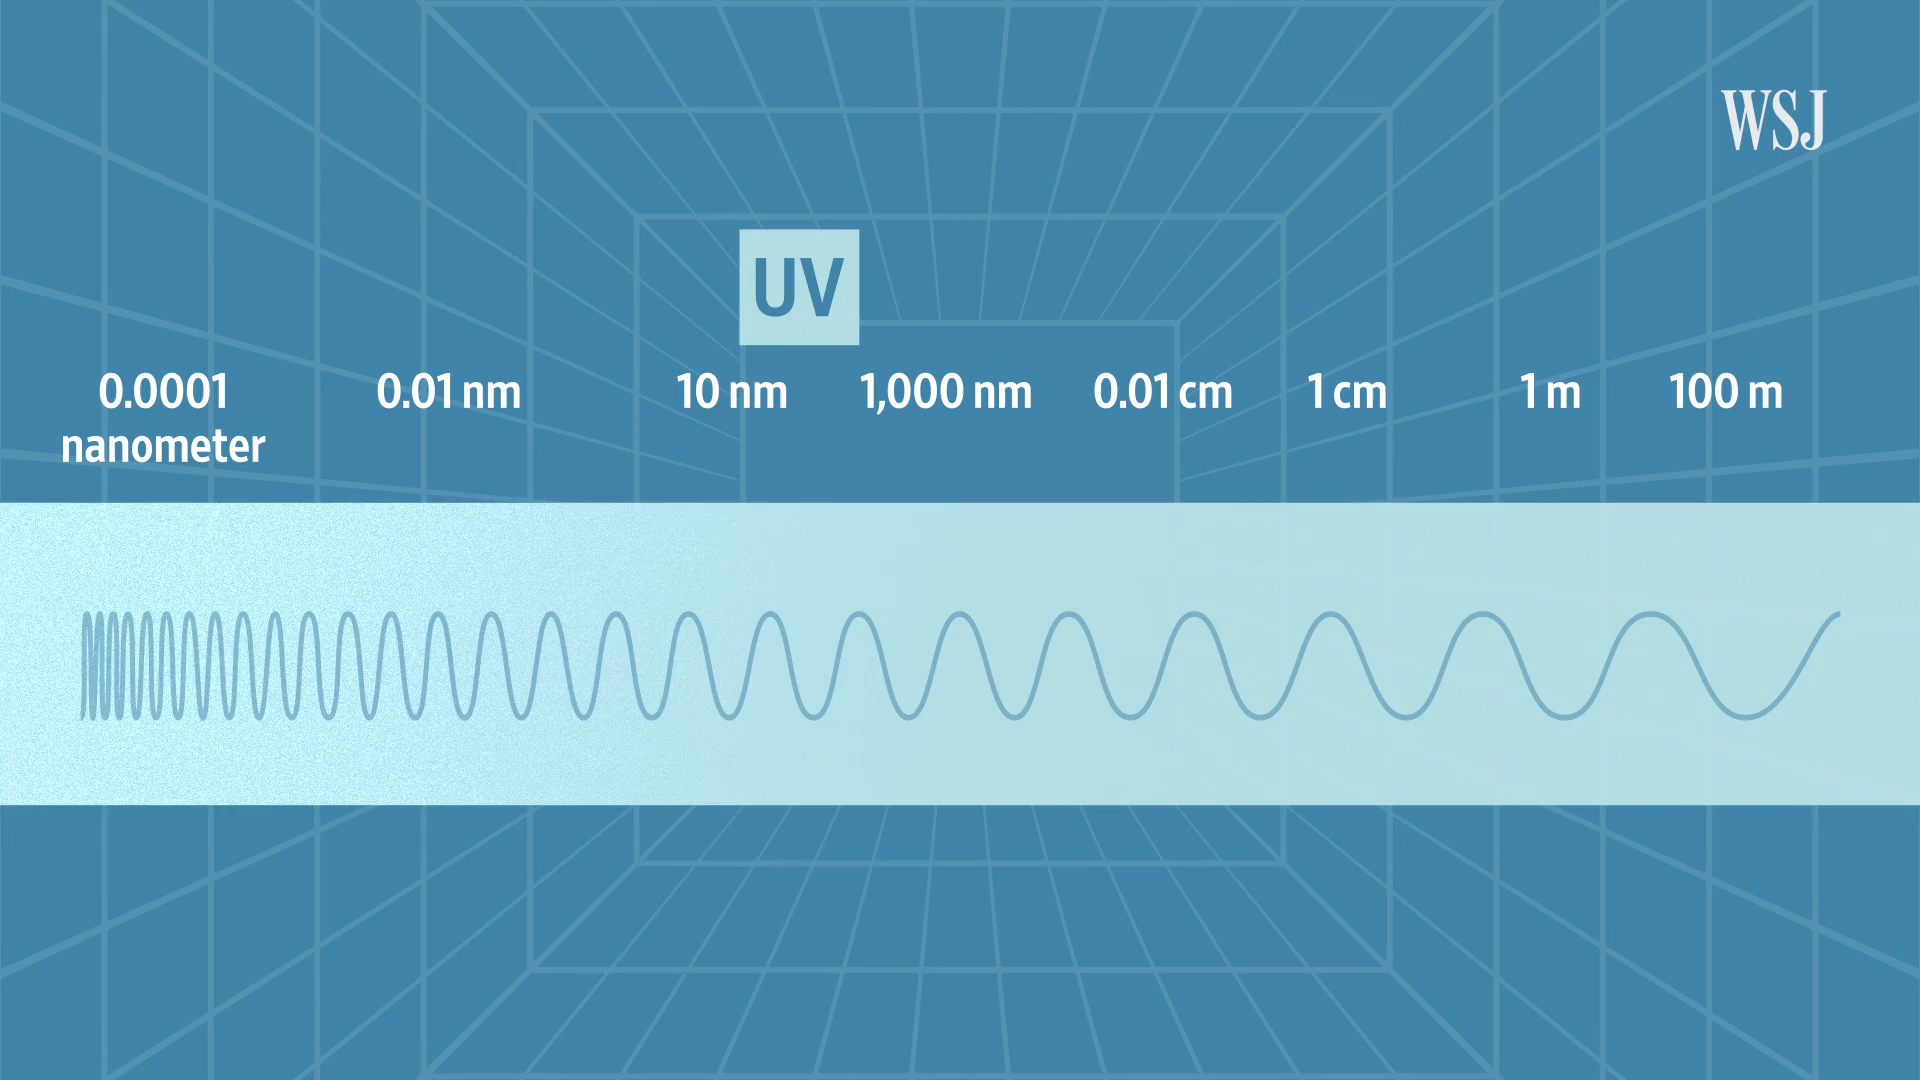 WSJ
UV
0.0001 nanometer
0.01 nm
10 nm
1,000 nm
0.01 cm
1 cm
1 m
100 m